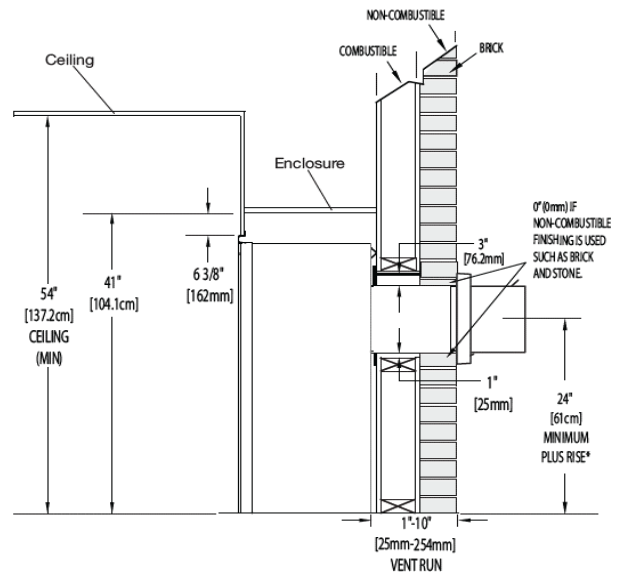 NON-COMBUSTIBLE
COMBUSTIBLE
BRICK
Ceiling
Enclosure
0" (0mm) IF
NON-COMBUSTIBLE
FINISHING IS USED
SUCH AS BRICK
AND STONE.
3"
[76.2mm]
6 3/8"
[162mm]
41"
[104.1cm]
54"
[137.2cm]
CEILING
(MIN)
1"
[25mm]
24"
[61cm]
MINIMUM
PLUS RISE*
1"-10"
[25mm-254mm]
VENT RUN